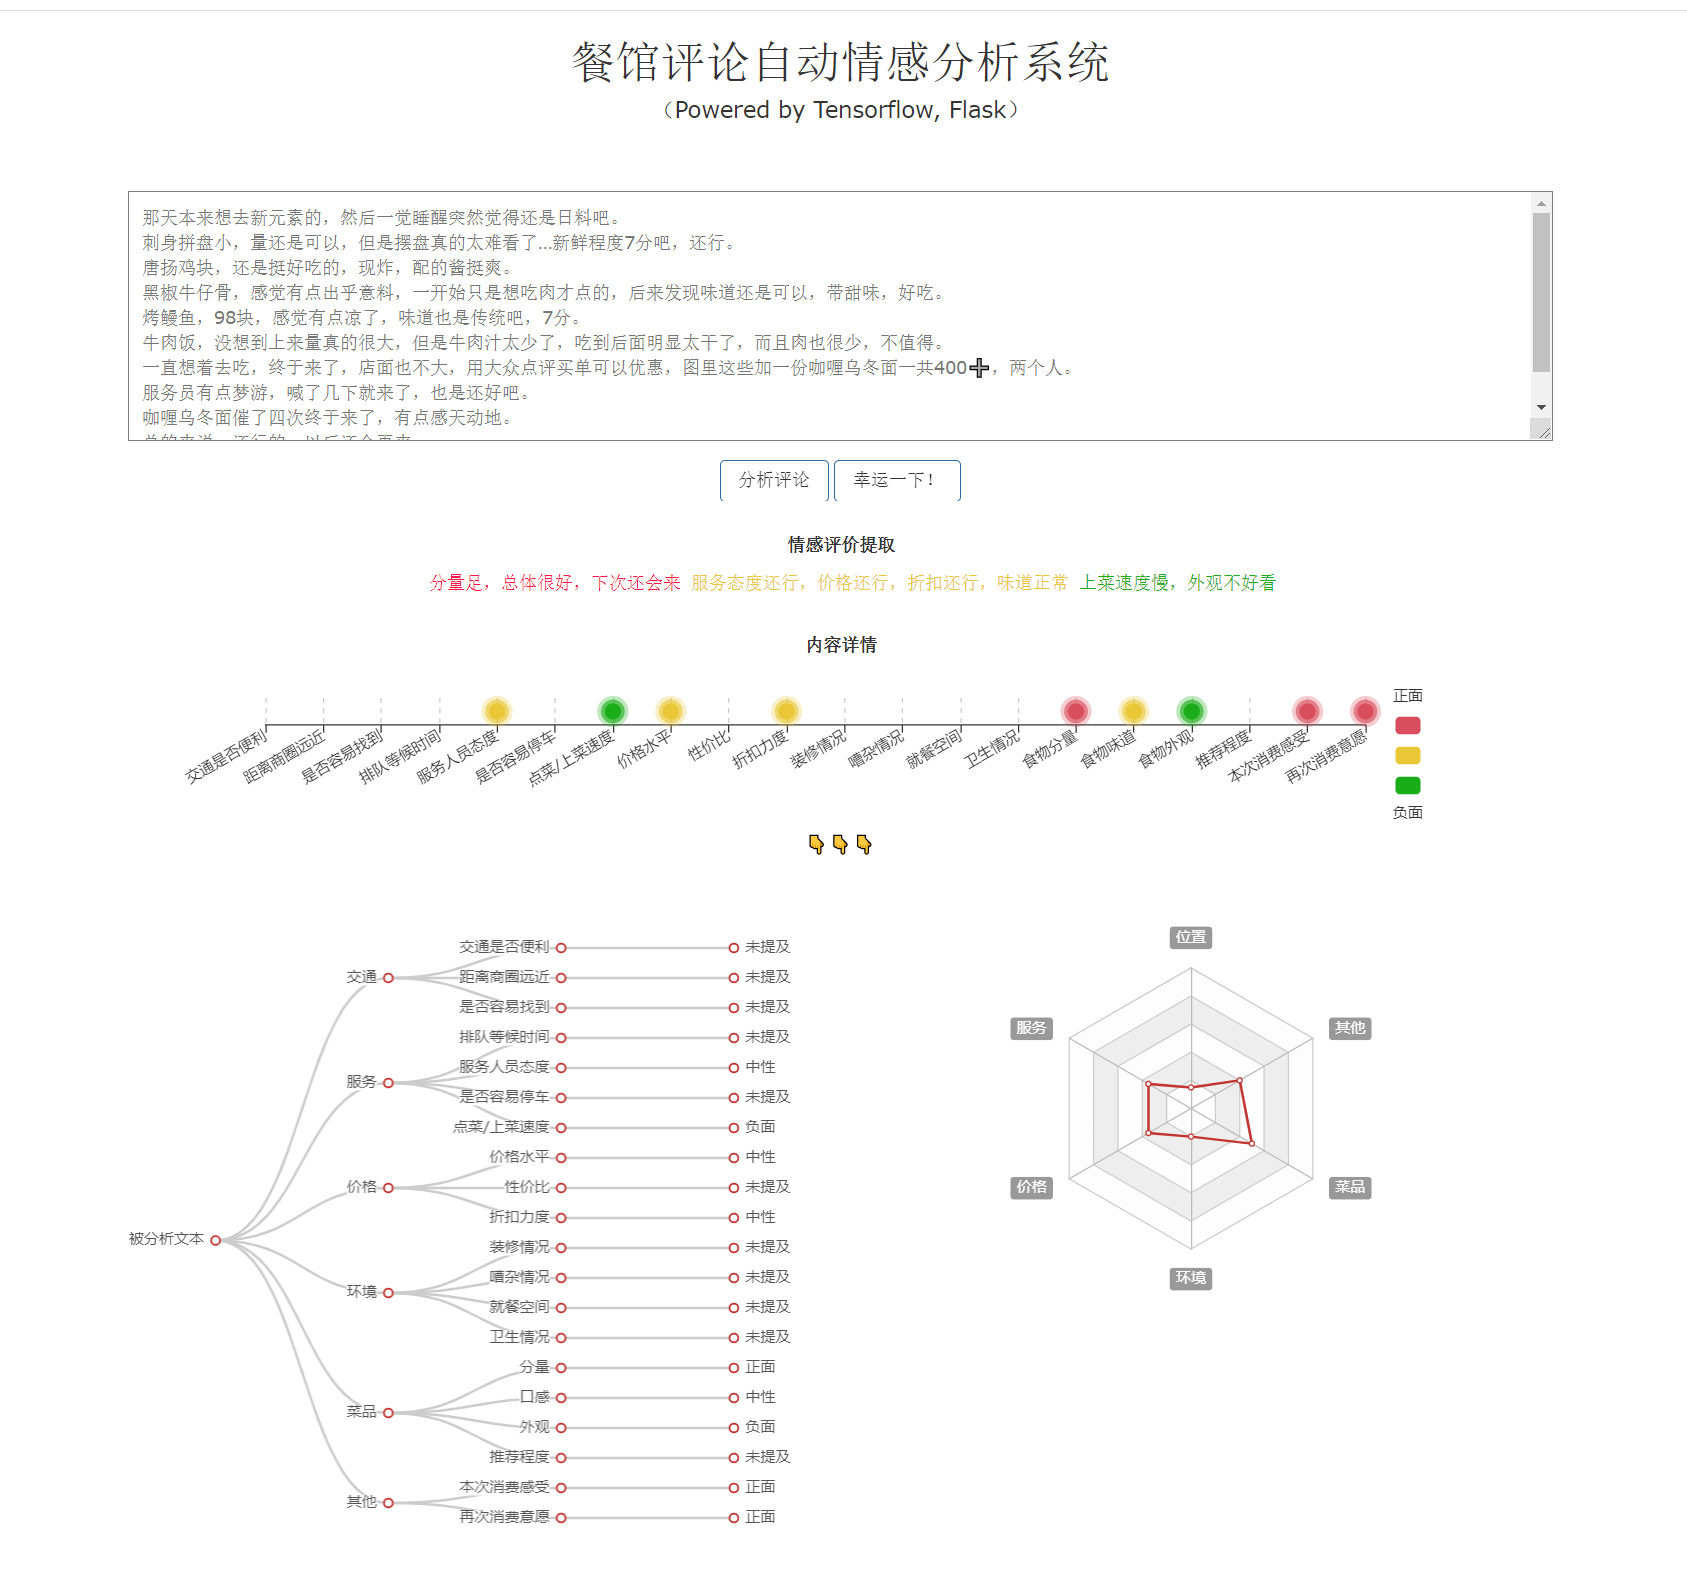 餐馆评论自动情感分析系统
（Powered by Tensorflow, Flask）
那天本来想去新元素的，然后一觉睡醒突然觉得还是日料吧。
刺身拼盘小，量还是可以，但是摆盘真的太难看了...新鲜程度7分吧，还行。
唐扬鸡块，还是挺好吃的，现炸，配的酱挺爽。
黑椒牛仔骨，感觉有点出乎意料，一开始只是想吃肉才点的，后来发现味道还是可以，带甜味，好吃。
烤鳗鱼，98块，感觉有点凉了，味道也是传统吧，7分。
牛肉饭，没想到上来量真的很大，但是牛肉汁太少了，吃到后面明显太干了，而且肉也很少，不值得。
一直想着去吃，终于来了，店面也不大，用大众点评买单可以优惠，图里这些加一份咖喱乌冬面一共400➕，两个人。
服务员有点梦游，喊了几下就来了，也是还好吧。
咖喱乌冬面催了四次终于来了，有点感天动地。
总的来说，还行的，以后还会再来
分析评论 幸运一下！
情感评价提取
分量足，总体很好，下次还会来 服务态度还行，价格还行，折扣还行，味道正常 上菜速度慢，外观不好看
内容详情
正面
负面
交通是否便利
距离商圈远近
是否容易找到
排队等候时间
服务人员态度
是否容易停车
点菜/上菜速度
价格水平
性价比
折扣力度
装修情况
嘈杂情况
就餐空间
卫生情况
食物分量
食物味道
食物外观
推荐程度
本次消费感受
再次消费意愿
👇👇👇
被分析文本
交通
交通是否便利 未提及
距离商圈远近 未提及
是否容易找到 未提及
服务
排队等候时间 未提及
服务人员态度 中性
是否容易停车 未提及
点菜/上菜速度 负面
价格
价格水平 中性
性价比 未提及
折扣力度 中性
环境
装修情况 未提及
嘈杂情况 未提及
就餐空间 未提及
卫生情况 未提及
菜品
分量 正面
口感 中性
外观 负面
推荐程度 未提及
其他
本次消费感受 正面
再次消费意愿 正面
位置
服务
其他
价格
菜品
环境